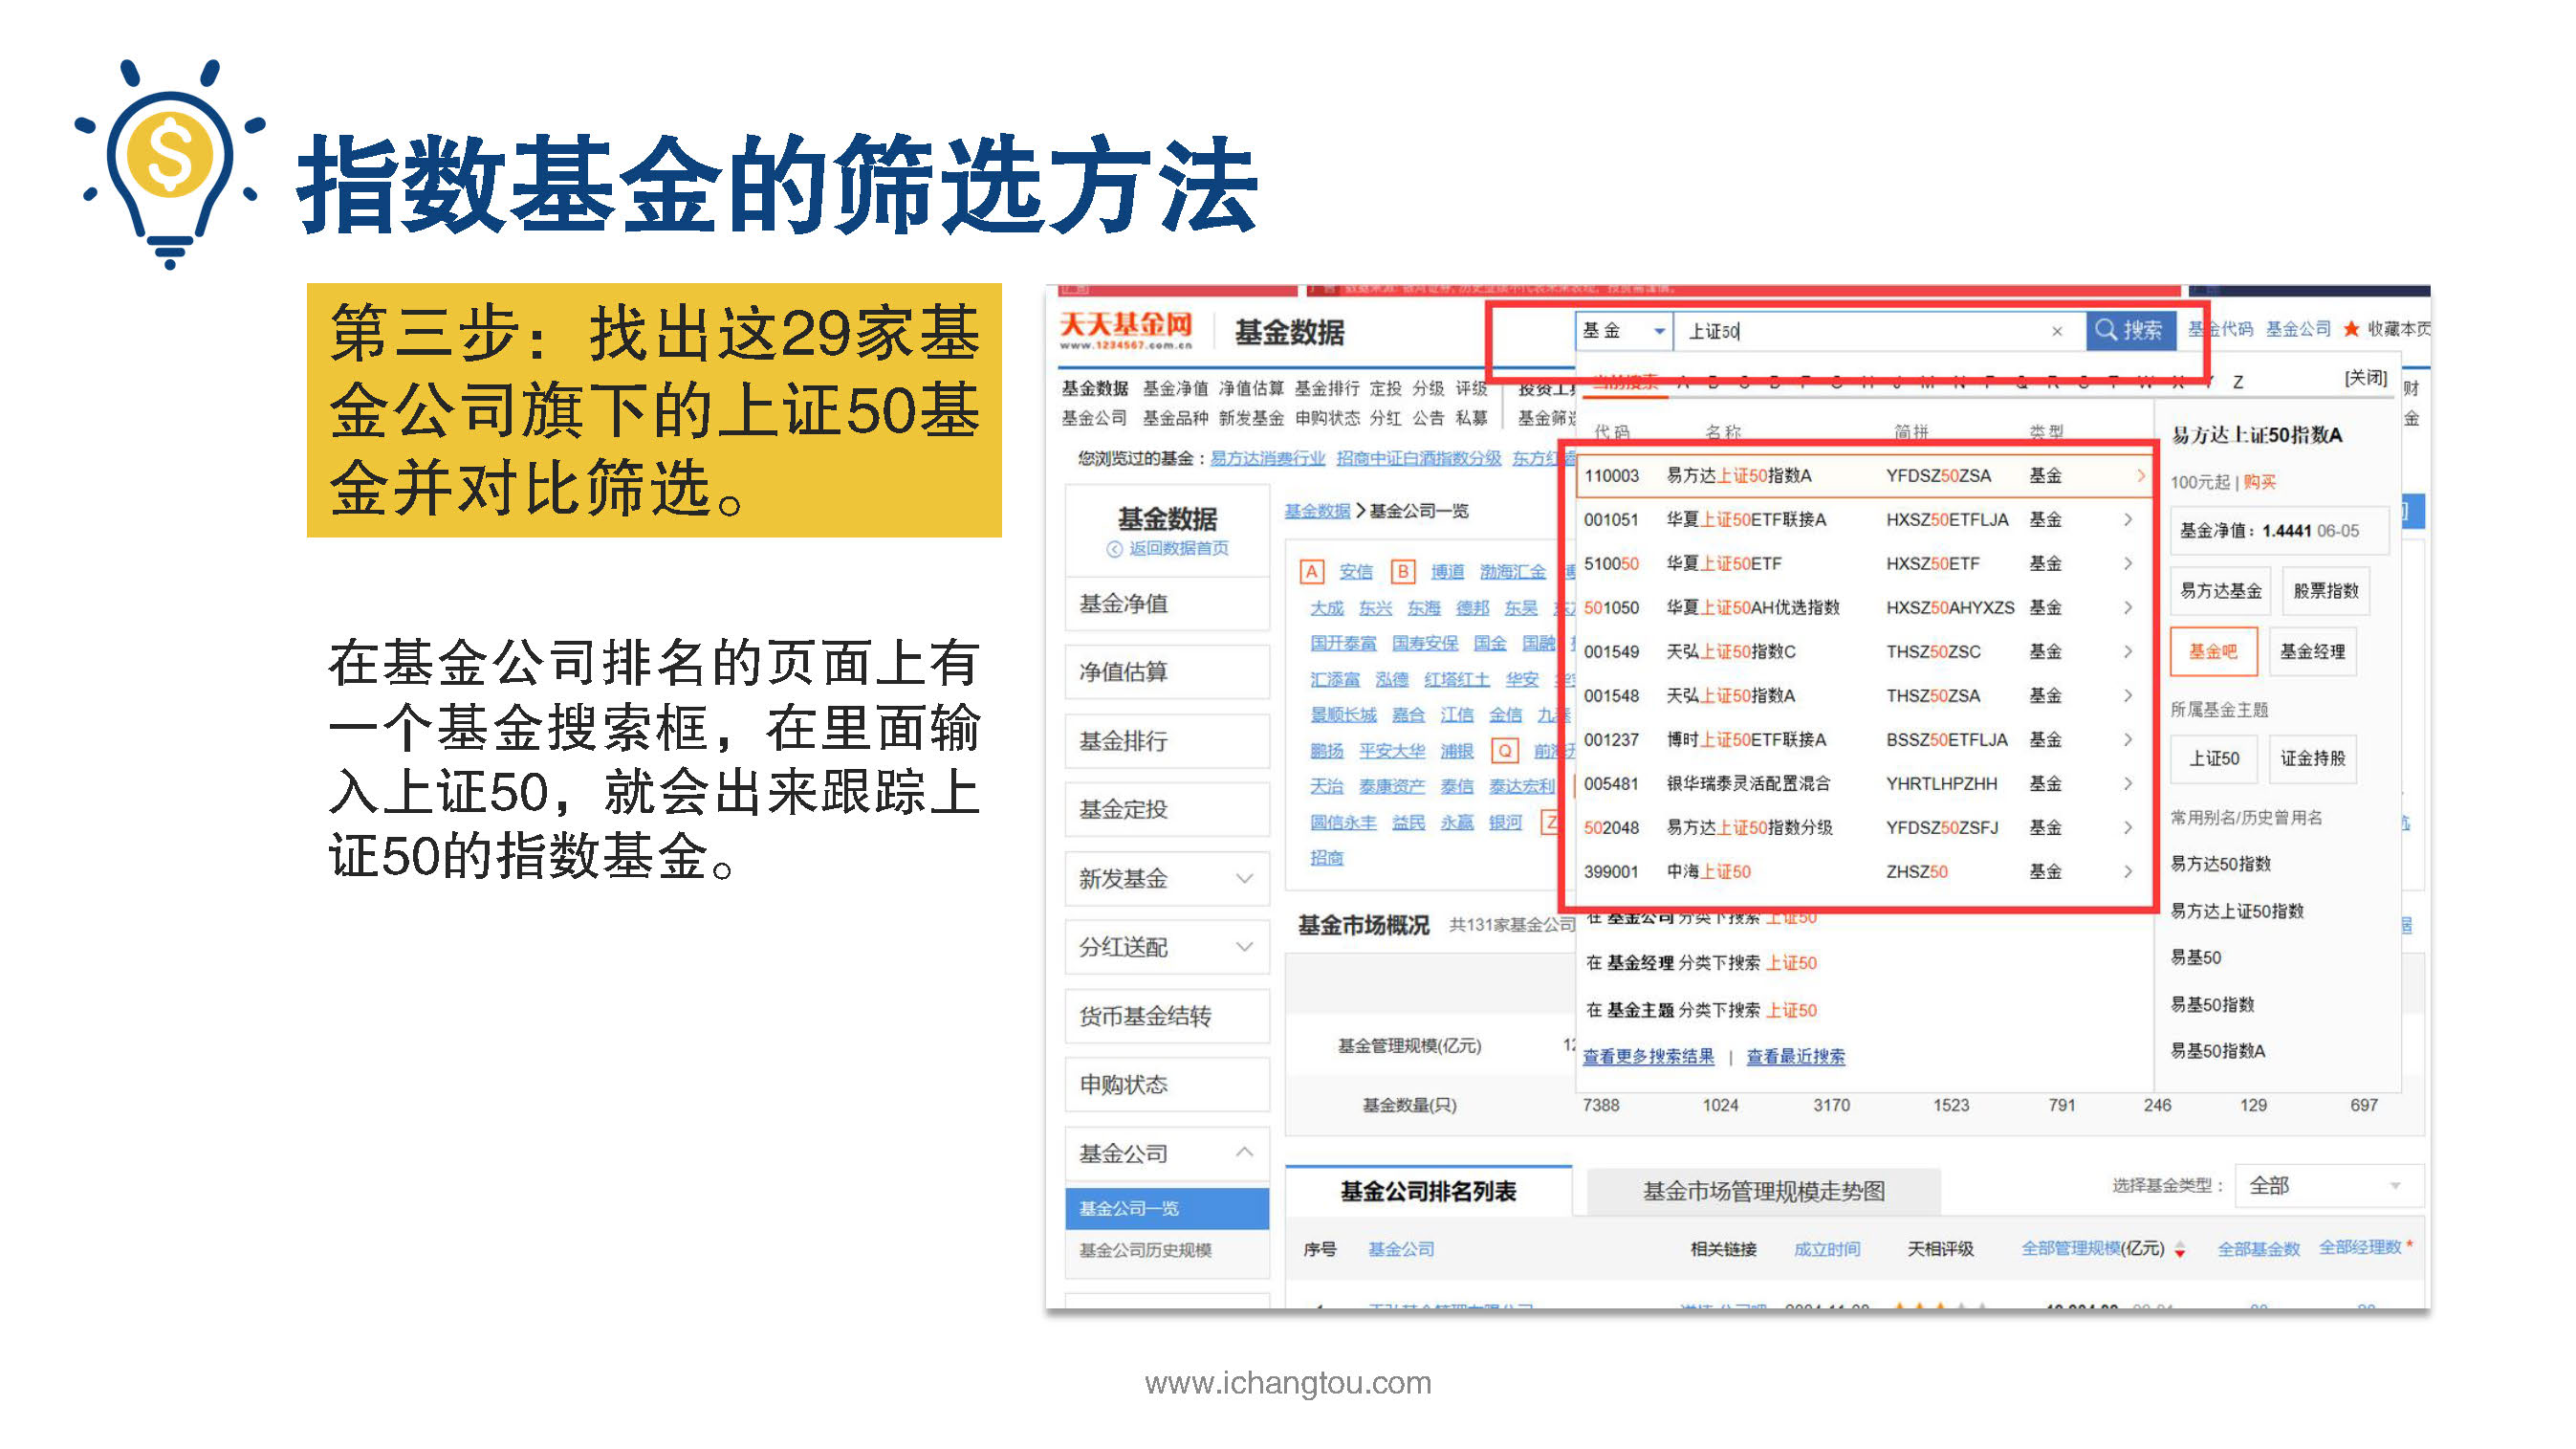 指数基金的筛选方法
第三步：找出这29家基
金公司旗下的上证50基
金并对比筛选。
在基金公司排名的页面上有
一个基金搜索框，在里面输
入上证50，就会出来跟踪上
证50的指数基金。
天天基金网
www.1234567.com.cn
基金数据
基金 上证50 × 搜索 基金代码 基金公司 收藏本页
基金数据 基金净值 净值估算 基金排行 定投 分级 评级
基金公司 基金品种 新发基金 申购状态 分红 公告 私募
您浏览过的基金：易方达消费行业 招商中证白酒指数分级
Z [关闭]
财
金
代码 名称 简拼 类型
110003 易方达上证50指数A YFDSZ50ZSA 基金
001051 华夏上证50ETF联接A HXSZ50ETFLJA 基金
510050 华夏上证50ETF HXSZ50ETF 基金
501050 华夏上证50AH优选指数 HXSZ50AHYXZS 基金
001549 天弘上证50指数C THSZ50ZSC 基金
001548 天弘上证50指数A THSZ50ZSA 基金
001237 博时上证50ETF联接A BSSZ50ETFLJA 基金
005481 银华瑞泰灵活配置混合 YHRTLHPZHH 基金
502048 易方达上证50指数分级 YFDSZ50ZSFJ 基金
399001 中海上证50 ZHSZ50 基金
在 基金公司 分类下搜索 上证50
在 基金经理 分类下搜索 上证50
在 基金主题 分类下搜索 上证50
查看更多搜索结果 | 查看最近搜索
易方达上证50指数A
100元起 | 购买
基金净值：1.4441 06-05
易方达基金 股票指数
基金吧 基金经理
所属基金主题
上证50 证金持股
常用别名/历史曾用名
易方达50指数
易方达上证50指数
易基50
易基50指数
易基50指数A
基金数据
返回数据首页
基金净值
净值估算
基金排行
基金定投
新发基金
分红送配
货币基金结转
申购状态
基金公司
基金公司一览
基金公司历史规模
基金数据 > 基金公司一览
A 安信 B 博道 渤海汇金
大成 东兴 东海 德邦 东吴
国开泰富 国寿安保 国金 国融
汇添富 泓德 红塔红土 华安
景顺长城 嘉合 江信 金信
鹏扬 平安大华 浦银 Q
天治 泰康资产 泰信 泰达宏利
圆信永丰 益民 永赢 银河 Z
招商
基金市场概况 共131家基金公司
基金管理规模(亿元)
基金数量(只) 7388 1024 3170 1523 791 246 129 697
基金公司排名列表 基金市场管理规模走势图 选择基金类型： 全部
序号 基金公司 相关链接 成立时间 天相评级 全部管理规模(亿元) 全部基金数 全部经理数 *
www.ichangtou.com